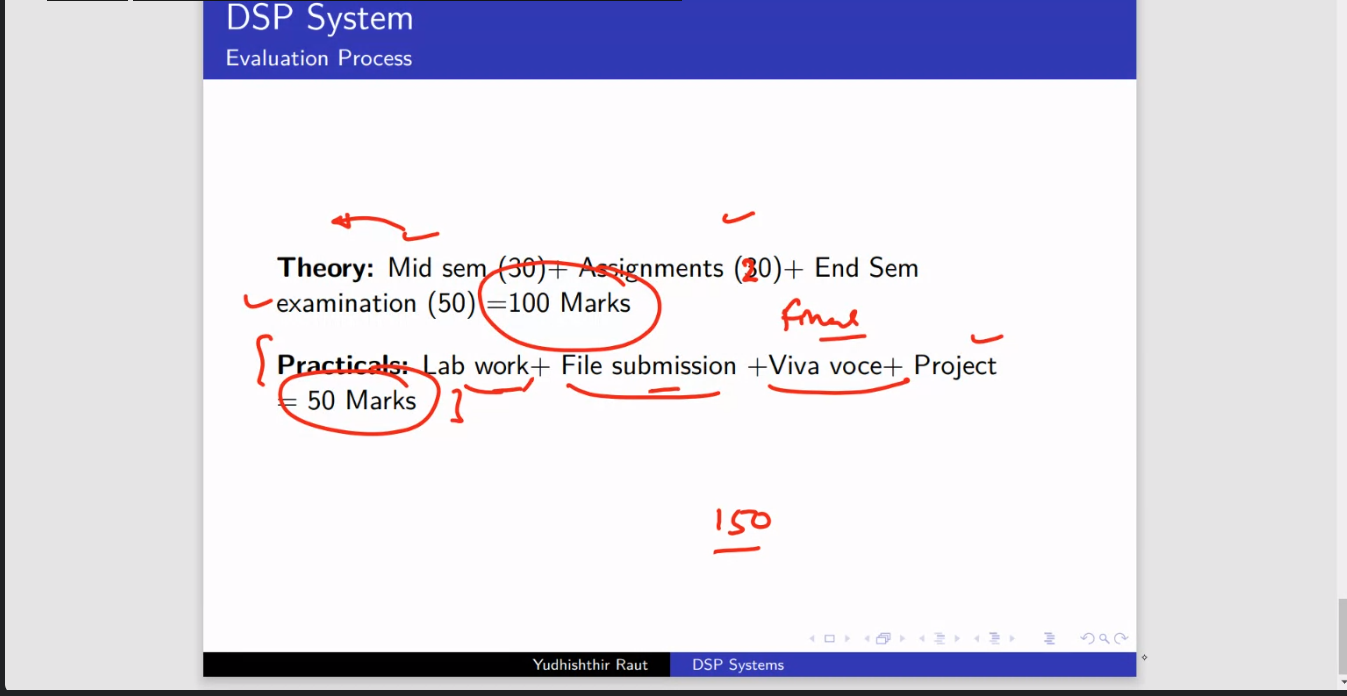 DSP System
Evaluation Process
Theory: Mid sem (30)+ Assignments (20)+ End Sem
examination (50) =100 Marks
final
Practicals: Lab work+ File submission +Viva voce+ Project
= 50 Marks
150
Yudhishthir Raut DSP Systems